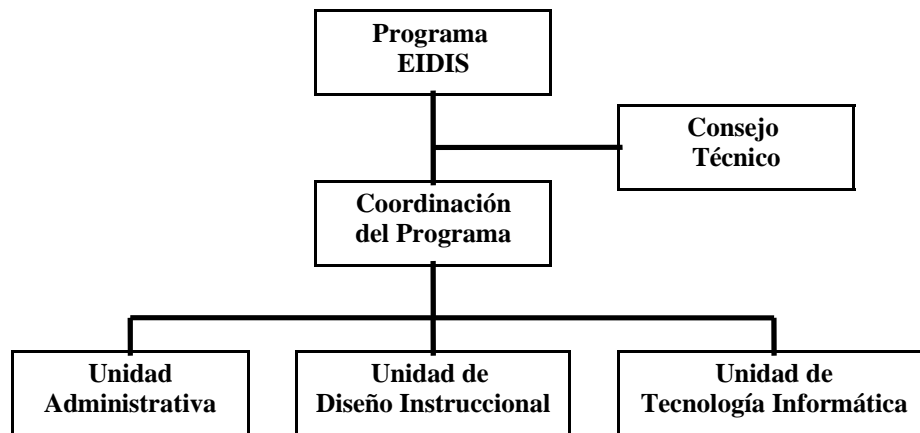 Programa
EIDIS
Consejo
Técnico
Coordinación
del Programa
Unidad
Administrativa
Unidad de
Diseño Instruccional
Unidad de
Tecnología Informática